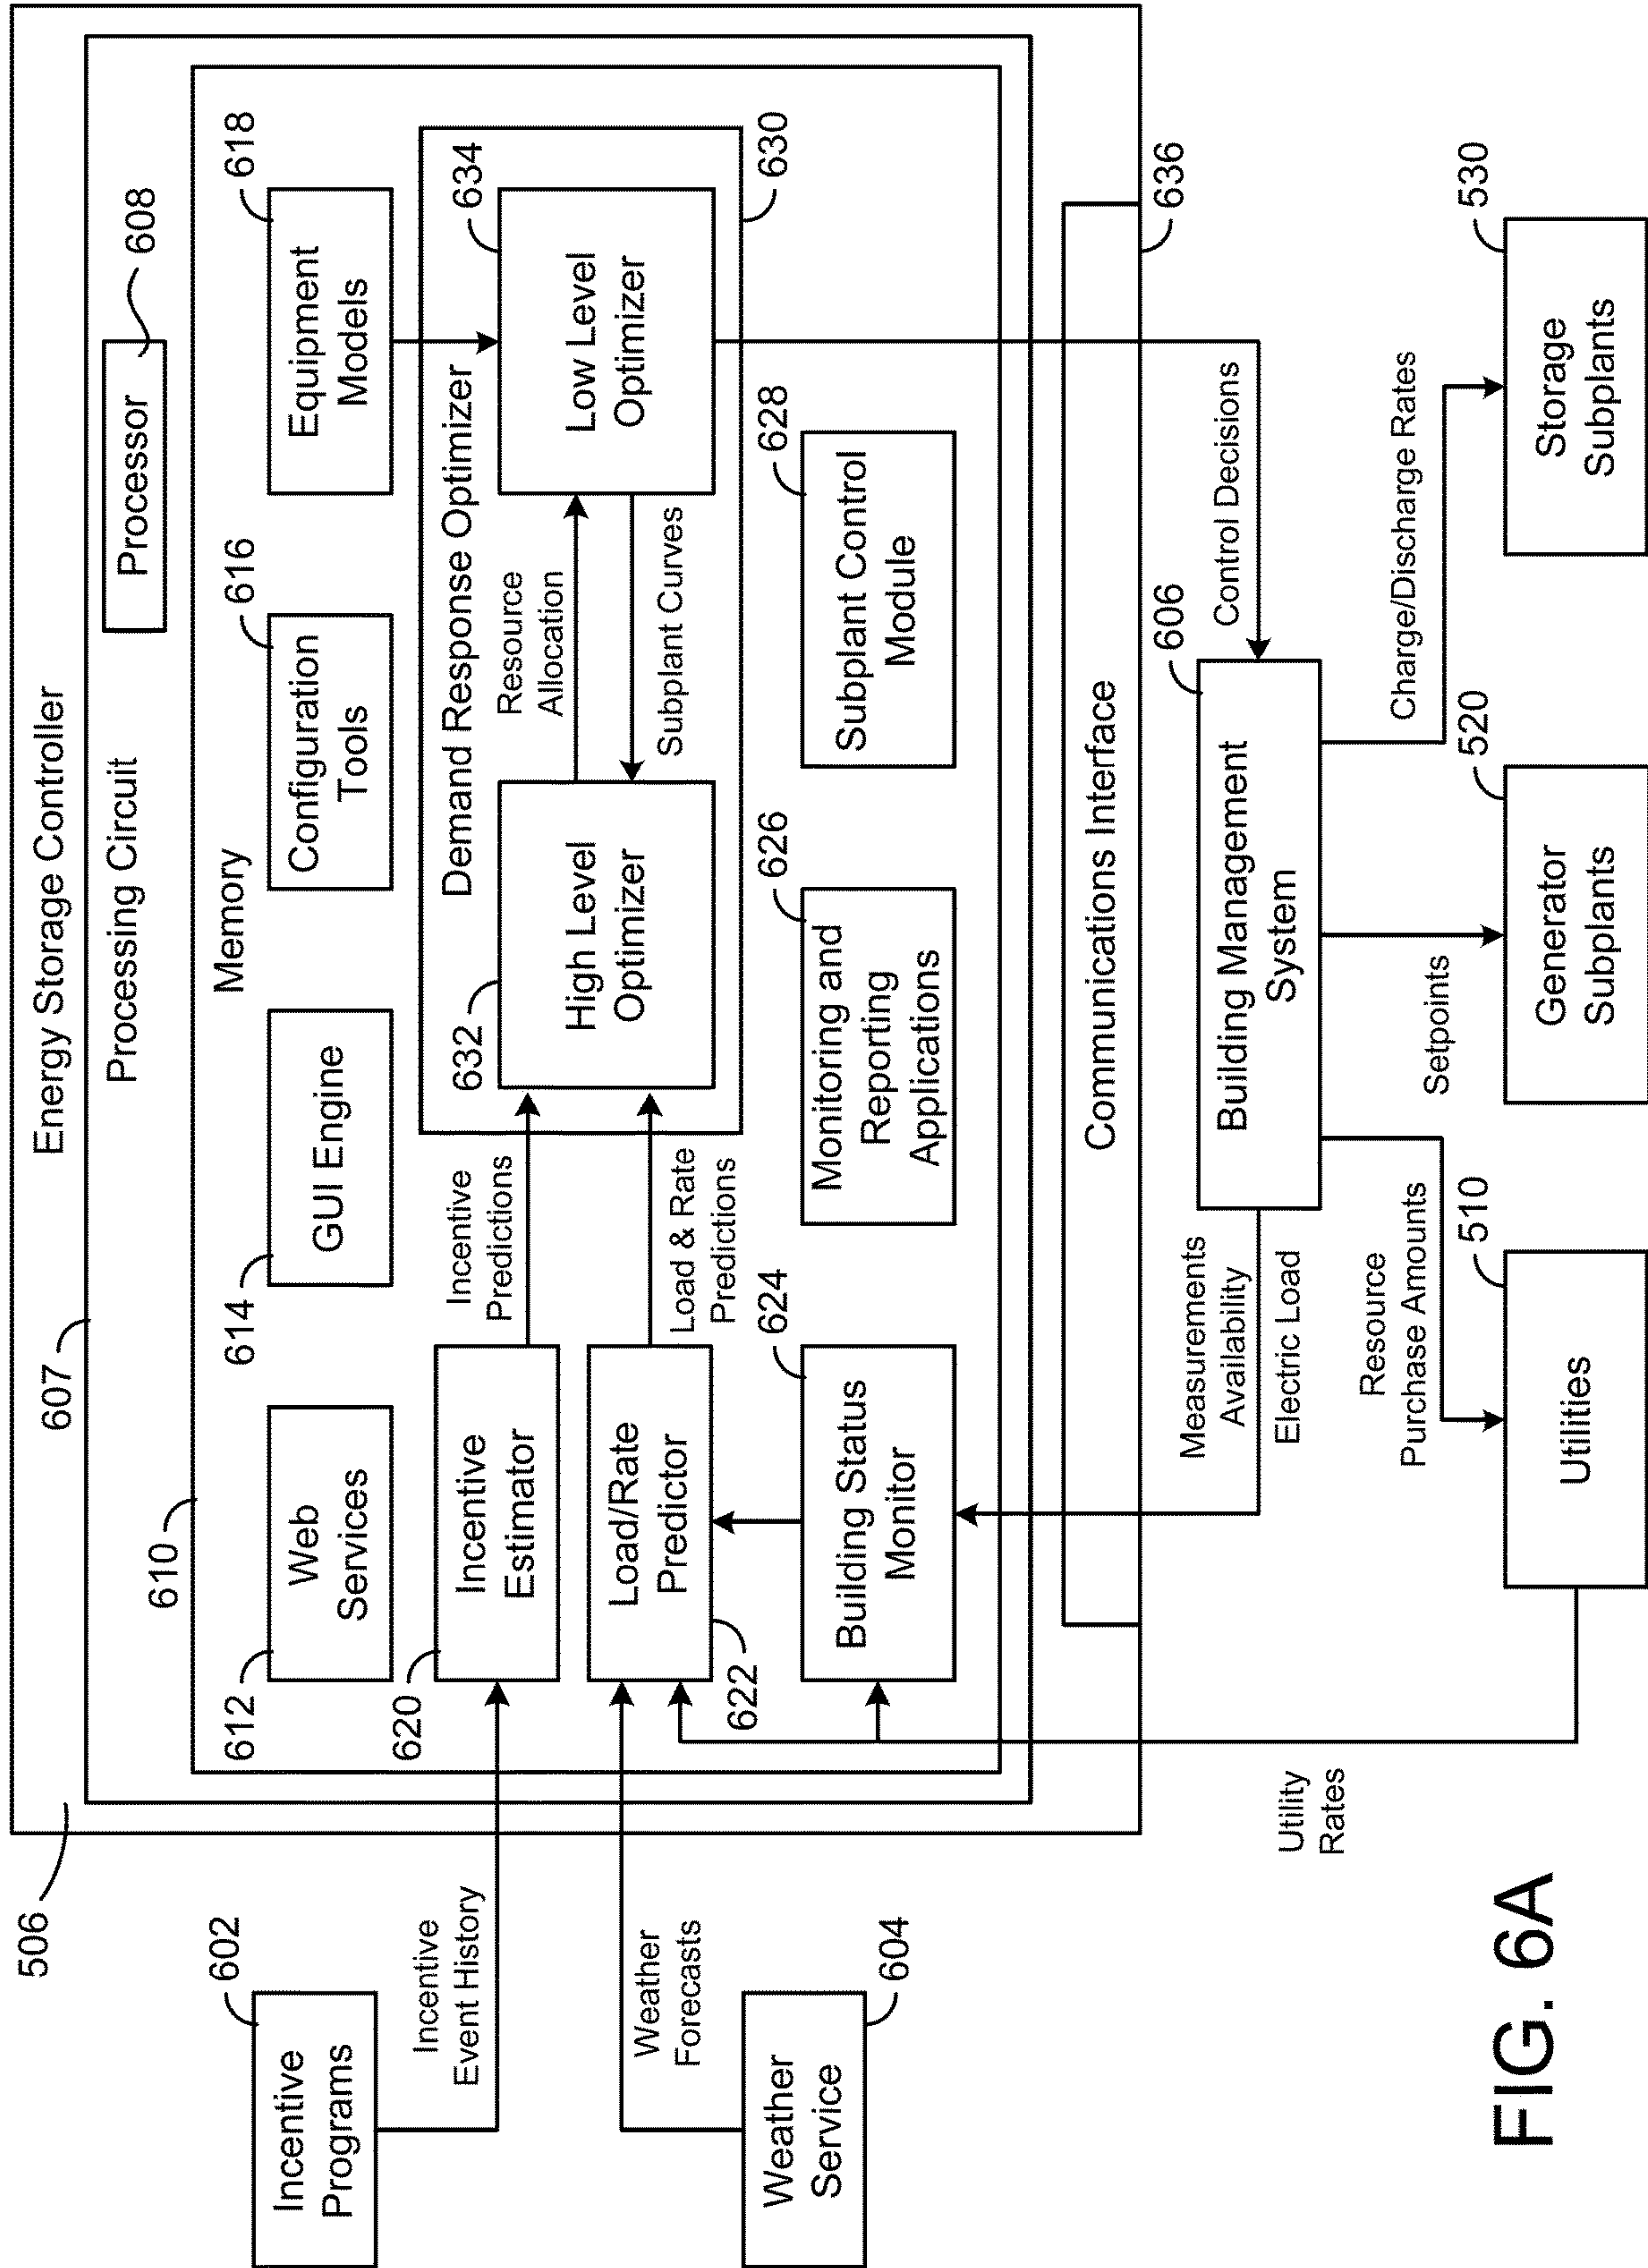 Energy Storage Controller
506
607
Processing Circuit
Processor
608
610
Memory
612
Web
Services
614
GUI Engine
616
Configuration
Tools
618
Equipment
Models
602
Incentive
Programs
Incentive
Event History
620
Incentive
Estimator
Incentive
Predictions
Demand Response Optimizer
630
632
High Level
Optimizer
Resource
Allocation
Subplant Curves
634
Low Level
Optimizer
Weather
Forecasts
604
Weather
Service
622
Load/Rate
Predictor
Load & Rate
Predictions
624
Building Status
Monitor
626
Monitoring and
Reporting
Applications
628
Subplant Control
Module
Communications Interface
636
Utility
Rates
Measurements
Availability
Electric Load
606
Building Management
System
Control Decisions
Resource
Purchase Amounts
Setpoints
Charge/Discharge Rates
510
Utilities
520
Generator
Subplants
530
Storage
Subplants
FIG. 6A